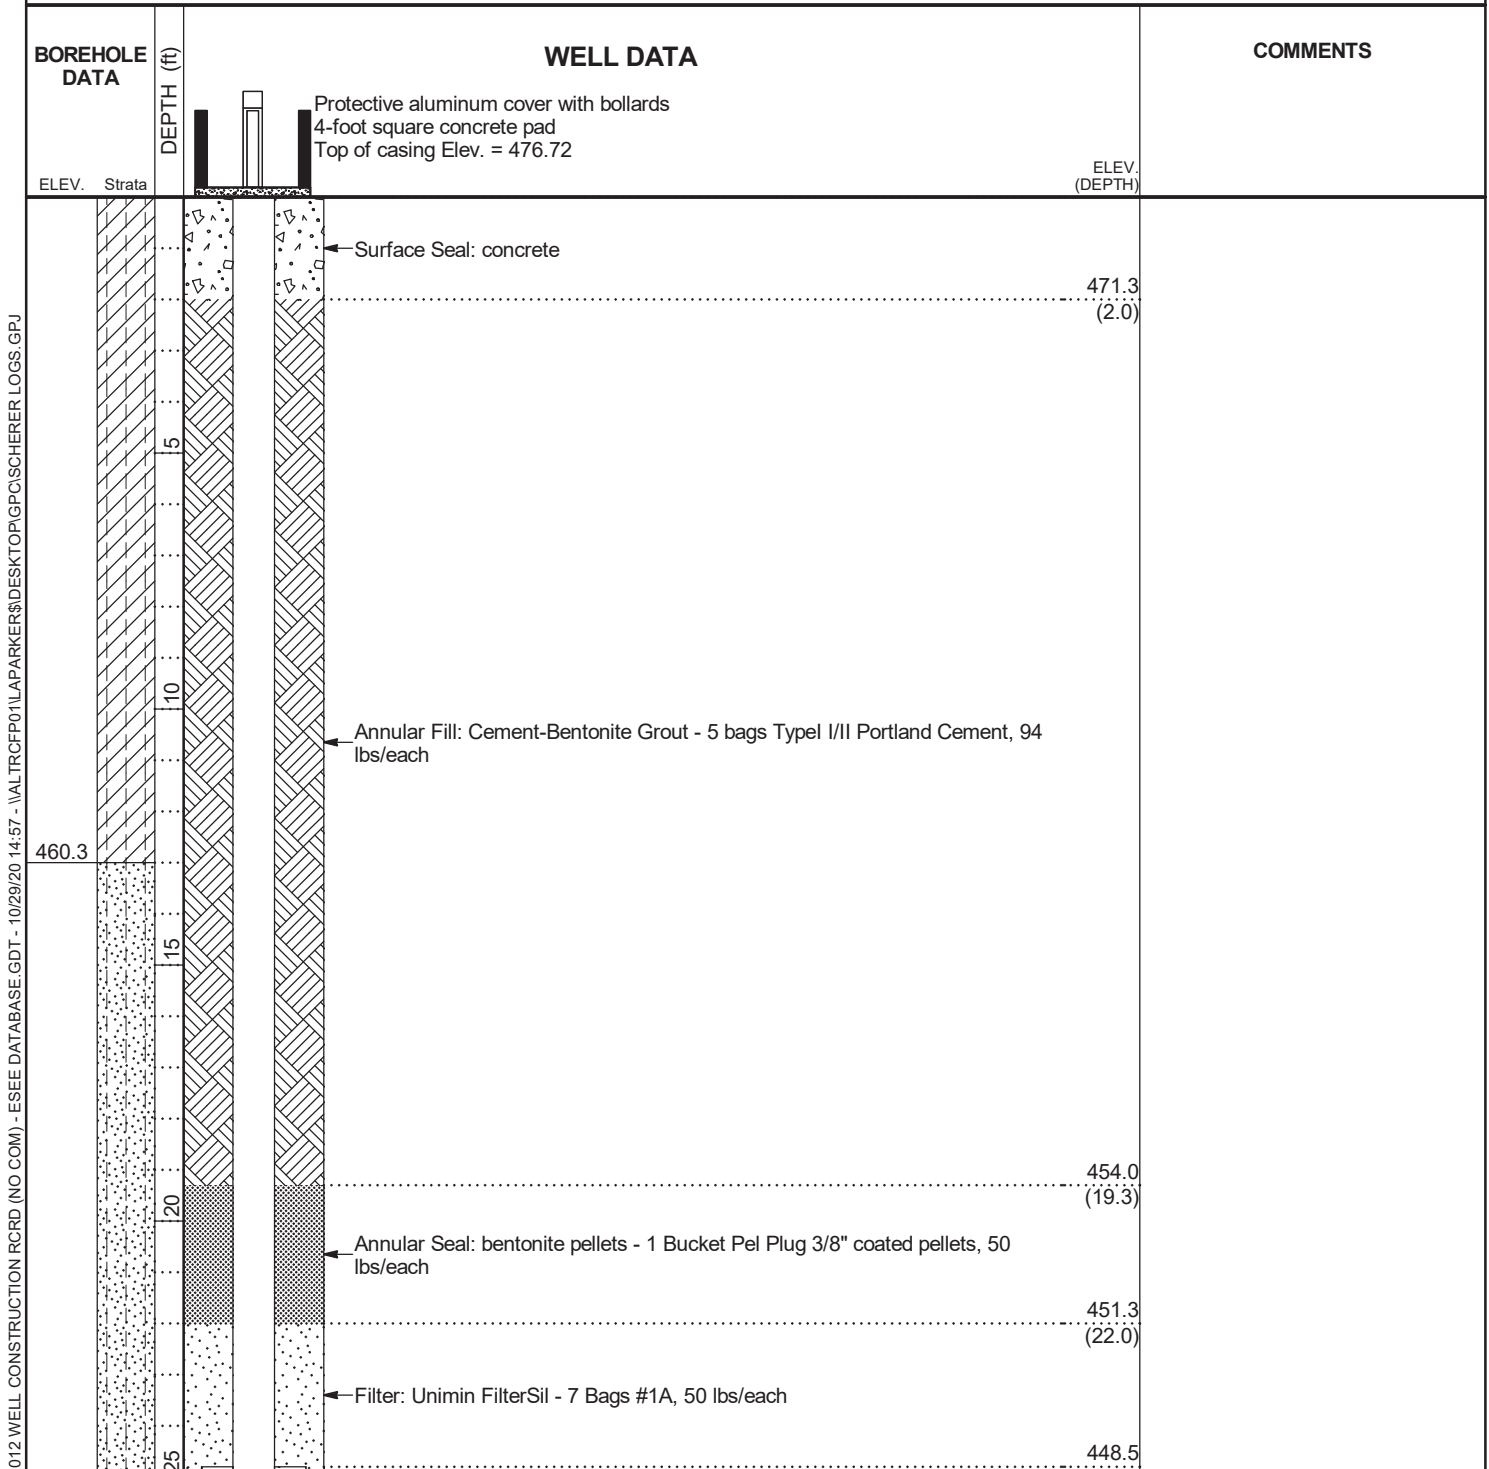 BOREHOLE
DATA
DEPTH (ft)
WELL DATA
COMMENTS
Protective aluminum cover with bollards
4-foot square concrete pad
Top of casing Elev. = 476.72
ELEV.
(DEPTH)
ELEV. Strata
Surface Seal: concrete
471.3
(2.0)
5
10
Annular Fill: Cement-Bentonite Grout - 5 bags TypeI I/II Portland Cement, 94
lbs/each
460.3
15
454.0
(19.3)
20
Annular Seal: bentonite pellets - 1 Bucket Pel Plug 3/8" coated pellets, 50
lbs/each
451.3
(22.0)
Filter: Unimin FilterSil - 7 Bags #1A, 50 lbs/each
448.5
25
012 WELL CONSTRUCTION RCRD (NO COM) - ESEE DATABASE.GDT - 10/29/20 14:57 - \\ALTRCFP01\LAPARKER$\DESKTOP\GPC\SCHERER LOGS.GPJ